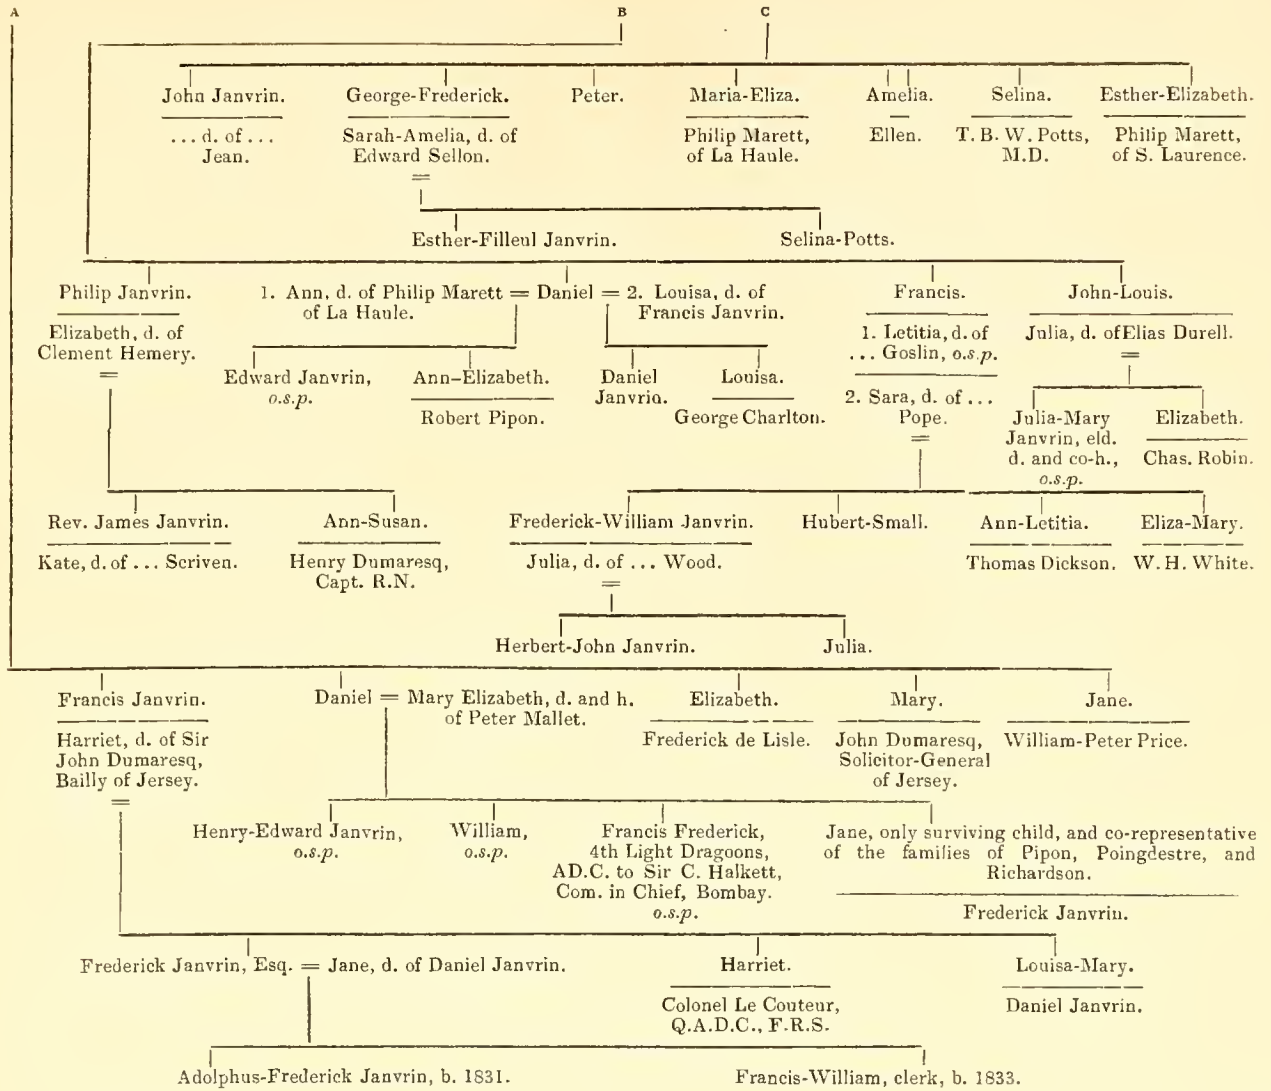 A B C
John Janvrin. George-Frederick. Peter. Maria-Eliza. Amelia. Selina. Esther-Elizabeth.
... d. of ... Sarah-Amelia, d. of Philip Marett, Ellen. T. B. W. Potts, Philip Marett,
Jean. Edward Sellon. of La Haule. M.D. of S. Laurence.
=
Esther-Filleul Janvrin. Selina-Potts.
Philip Janvrin. 1. Ann, d. of Philip Marett = Daniel = 2. Louisa, d. of Francis. John-Louis.
of La Haule. Francis Janvrin.
Elizabeth, d. of 1. Letitia, d. of Julia, d. of Elias Durell.
Clement Hemery. ... Goslin, o.s.p. =
= Edward Janvrin, Ann-Elizabeth. Daniel Louisa.
o.s.p. Janvrin. 2. Sara, d. of ...
Robert Pipon. George Charlton. Pope. Julia-Mary Elizabeth.
= Janvrin, eld.
d. and co-h., Chas. Robin.
o.s.p.
Rev. James Janvrin. Ann-Susan. Frederick-William Janvrin. Hubert-Small. Ann-Letitia. Eliza-Mary.
Kate, d. of ... Scriven. Henry Dumaresq, Julia, d. of ... Wood. Thomas Dickson. W. H. White.
Capt. R.N. =
Herbert-John Janvrin. Julia.
Francis Janvrin. Daniel = Mary Elizabeth, d. and h. Elizabeth. Mary. Jane.
of Peter Mallet.
Harriet, d. of Sir Frederick de Lisle. John Dumaresq, William-Peter Price.
John Dumaresq, Solicitor-General
Bailly of Jersey. of Jersey.
=
Henry-Edward Janvrin, William, Francis Frederick, Jane, only surviving child, and co-representative
o.s.p. o.s.p. 4th Light Dragoons, of the families of Pipon, Poingdestre, and
AD.C. to Sir C. Halkett, Richardson.
Com. in Chief, Bombay.
o.s.p. Frederick Janvrin.
Frederick Janvrin, Esq. = Jane, d. of Daniel Janvrin. Harriet. Louisa-Mary.
Colonel Le Couteur, Daniel Janvrin.
Q.A.D.C., F.R.S.
Adolphus-Frederick Janvrin, b. 1831. Francis-William, clerk, b. 1833.